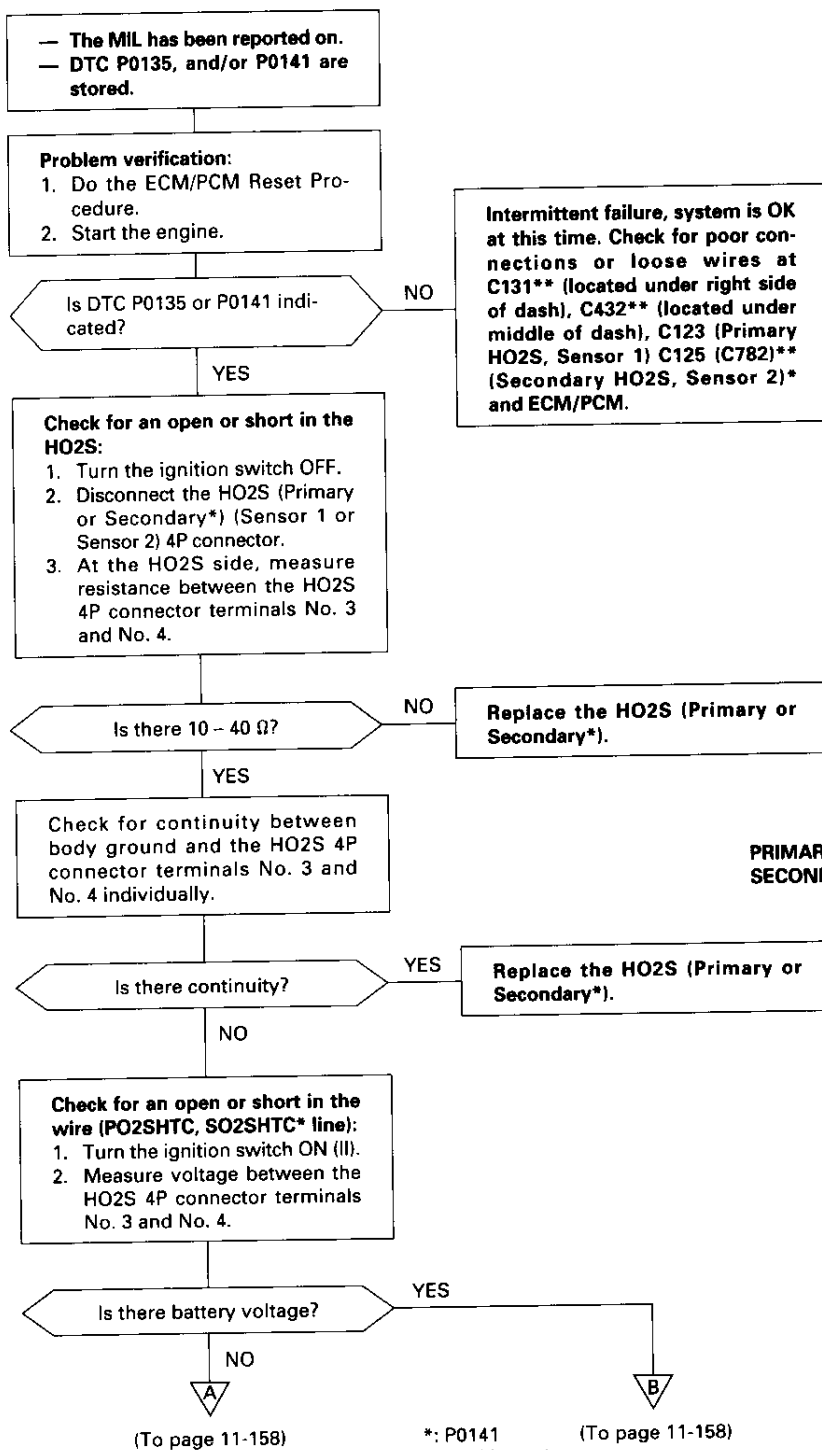 — The MIL has been reported on.
— DTC P0135, and/or P0141 are
stored.
Problem verification:
1. Do the ECM/PCM Reset Pro-
cedure.
2. Start the engine.
Is DTC P0135 or P0141 indi-
cated?
NO
Intermittent failure, system is OK
at this time. Check for poor con-
nections or loose wires at
C131** (located under right side
of dash), C432** (located under
middle of dash), C123 (Primary
HO2S, Sensor 1) C125 (C782)**
(Secondary HO2S, Sensor 2)*
and ECM/PCM.
YES
Check for an open or short in the
HO2S:
1. Turn the ignition switch OFF.
2. Disconnect the HO2S (Primary
or Secondary*) (Sensor 1 or
Sensor 2) 4P connector.
3. At the HO2S side, measure
resistance between the HO2S
4P connector terminals No. 3
and No. 4.
Is there 10 – 40 Ω?
NO
Replace the HO2S (Primary or
Secondary*).
YES
Check for continuity between
body ground and the HO2S 4P
connector terminals No. 3 and
No. 4 individually.
PRIMAR
SECON
Is there continuity?
YES
Replace the HO2S (Primary or
Secondary*).
NO
Check for an open or short in the
wire (PO2SHTC, SO2SHTC* line):
1. Turn the ignition switch ON (II).
2. Measure voltage between the
HO2S 4P connector terminals
No. 3 and No. 4.
Is there battery voltage?
YES
NO
A
B
(To page 11-158)
*: P0141
(To page 11-158)